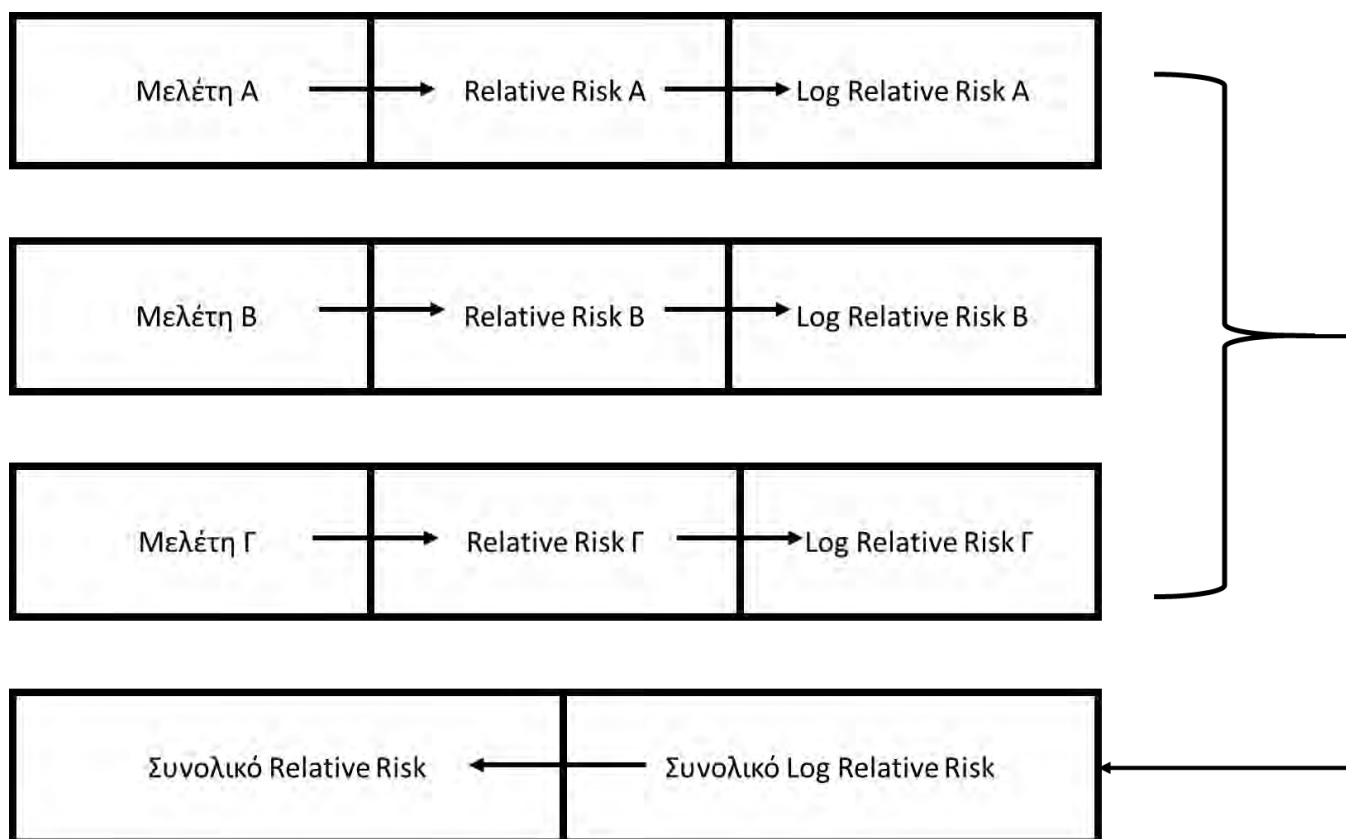 Μελέτη Α Relative Risk A Log Relative Risk A
Μελέτη Β Relative Risk B Log Relative Risk B
Μελέτη Γ Relative Risk Γ Log Relative Risk Γ
Συνολικό Relative Risk Συνολικό Log Relative Risk